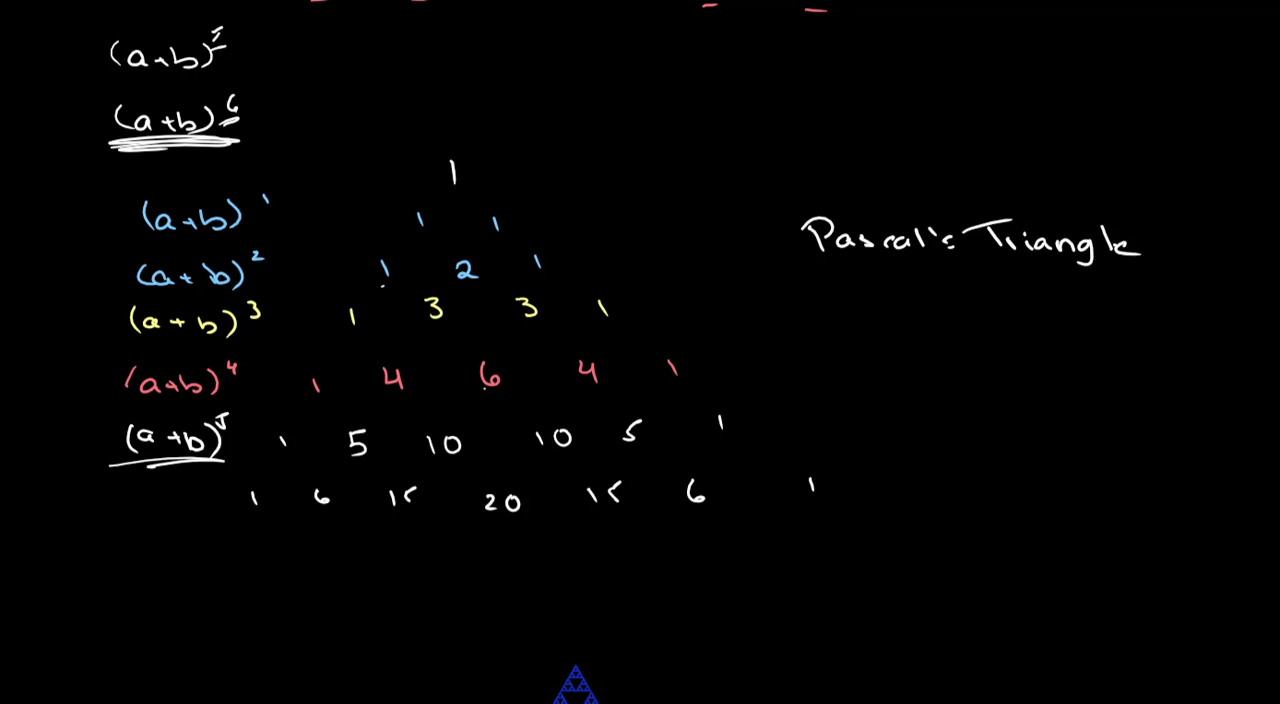 (a+b)^5
(a+b)^6
1
(a+b)^1 1 1
(a+b)^2 1 2 1
Pascal's Triangle
(a+b)^3 1 3 3 1
(a+b)^4 1 4 6 4 1
(a+b)^5 1 5 10 10 5 1
1 6 15 20 15 6 1